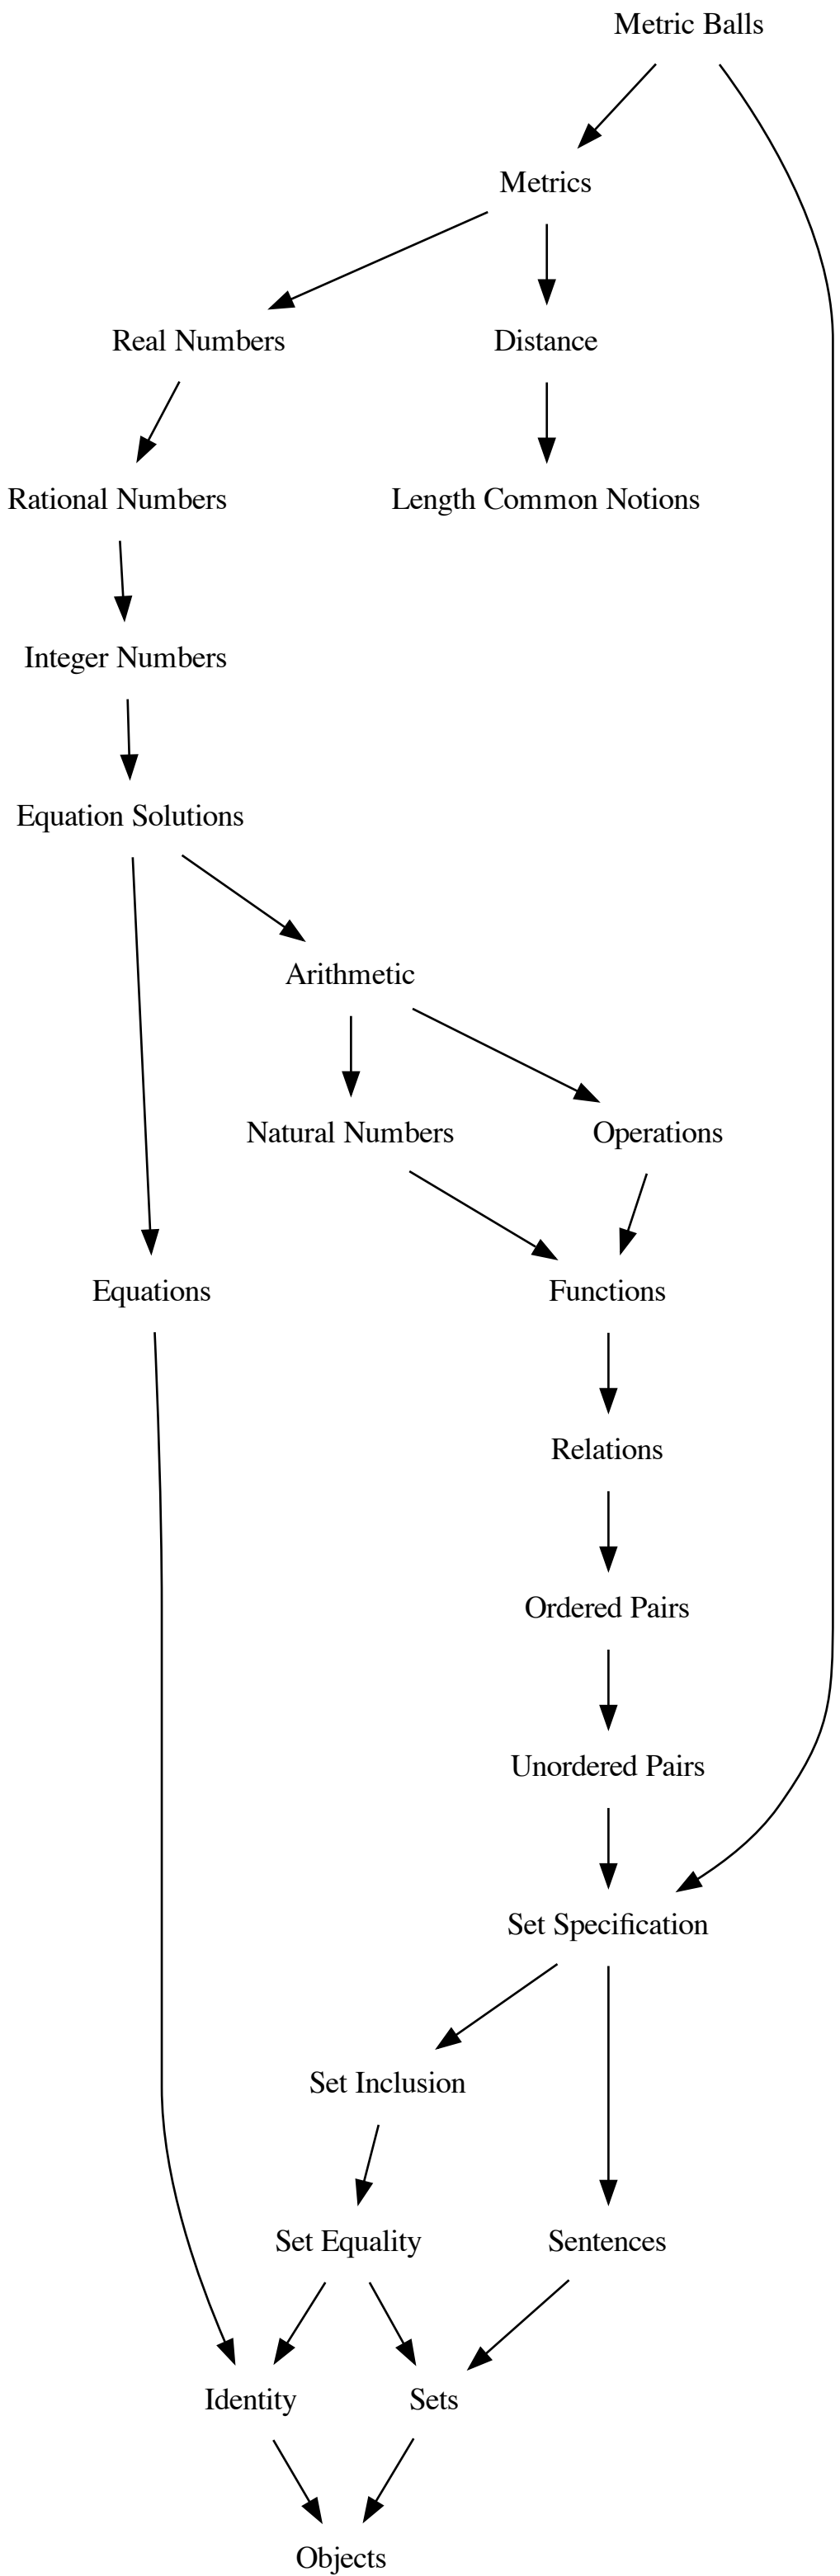 Metric Balls
Metrics
Real Numbers
Distance
Rational Numbers
Length Common Notions
Integer Numbers
Equation Solutions
Arithmetic
Natural Numbers
Operations
Equations
Functions
Relations
Ordered Pairs
Unordered Pairs
Set Specification
Set Inclusion
Set Equality
Sentences
Identity
Sets
Objects